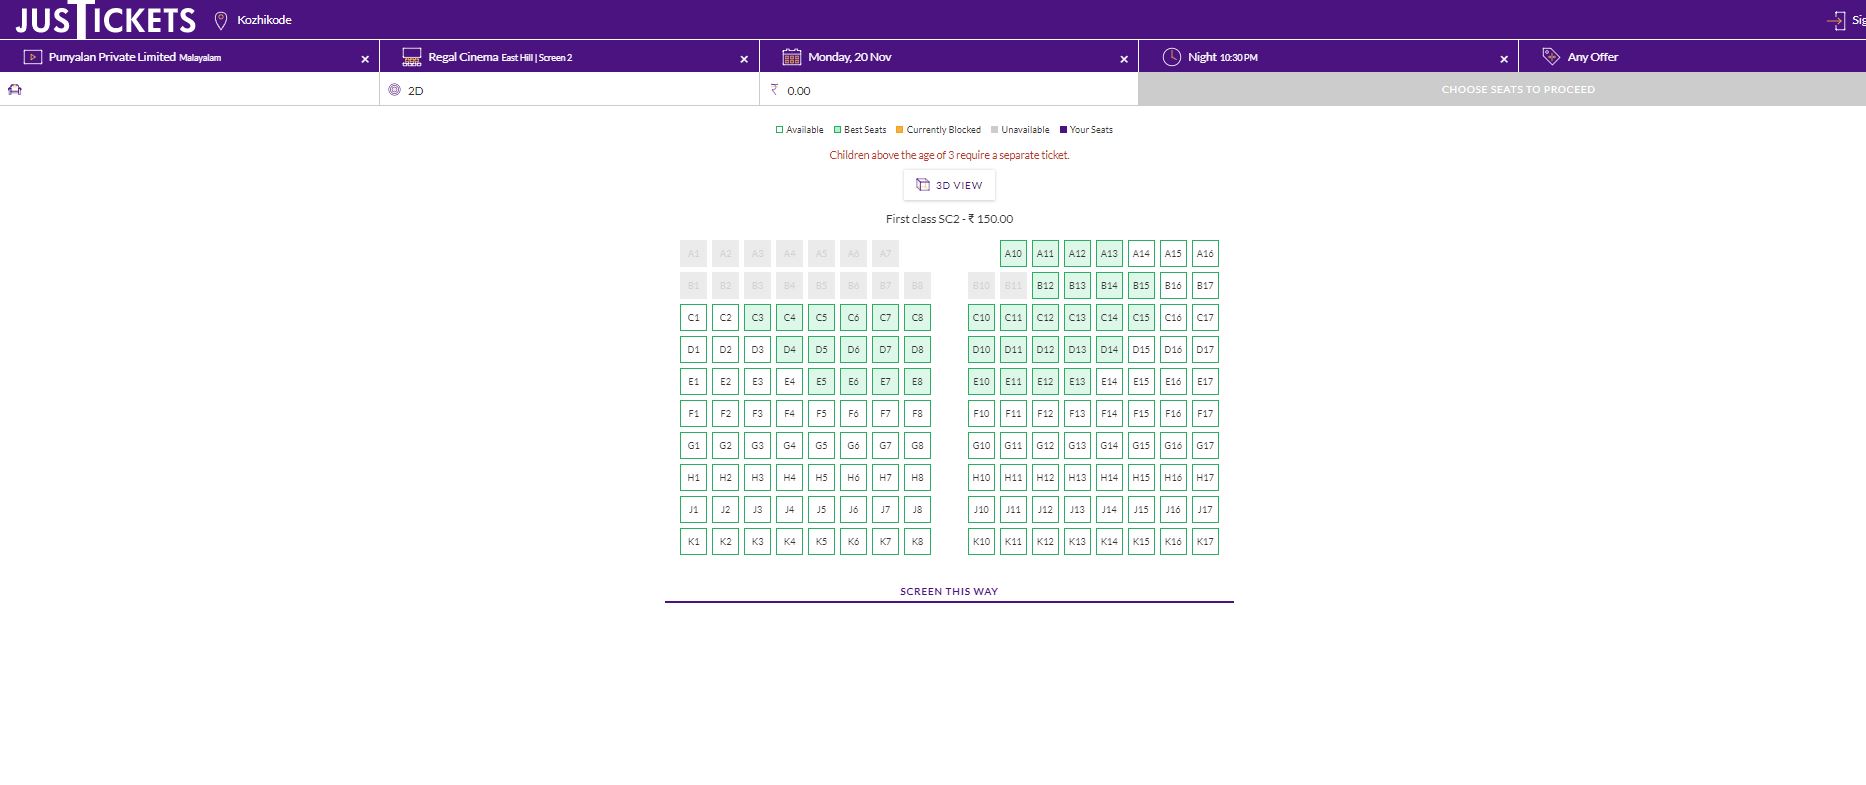 JUSTICKETS Kozhikode Sig
Punyalan Private Limited Malayalam × Regal Cinema East Hill | Screen 2 × Monday, 20 Nov × Night 10:30 PM × Any Offer
2D ₹ 0.00 CHOOSE SEATS TO PROCEED
Available Best Seats Currently Blocked Unavailable Your Seats
Children above the age of 3 require a separate ticket.
3D VIEW
First class SC2 - ₹ 150.00
A1 A2 A3 A4 A5 A6 A7 A10 A11 A12 A13 A14 A15 A16
B1 B2 B3 B4 B5 B6 B7 B8 B10 B11 B12 B13 B14 B15 B16 B17
C1 C2 C3 C4 C5 C6 C7 C8 C10 C11 C12 C13 C14 C15 C16 C17
D1 D2 D3 D4 D5 D6 D7 D8 D10 D11 D12 D13 D14 D15 D16 D17
E1 E2 E3 E4 E5 E6 E7 E8 E10 E11 E12 E13 E14 E15 E16 E17
F1 F2 F3 F4 F5 F6 F7 F8 F10 F11 F12 F13 F14 F15 F16 F17
G1 G2 G3 G4 G5 G6 G7 G8 G10 G11 G12 G13 G14 G15 G16 G17
H1 H2 H3 H4 H5 H6 H7 H8 H10 H11 H12 H13 H14 H15 H16 H17
J1 J2 J3 J4 J5 J6 J7 J8 J10 J11 J12 J13 J14 J15 J16 J17
K1 K2 K3 K4 K5 K6 K7 K8 K10 K11 K12 K13 K14 K15 K16 K17
SCREEN THIS WAY